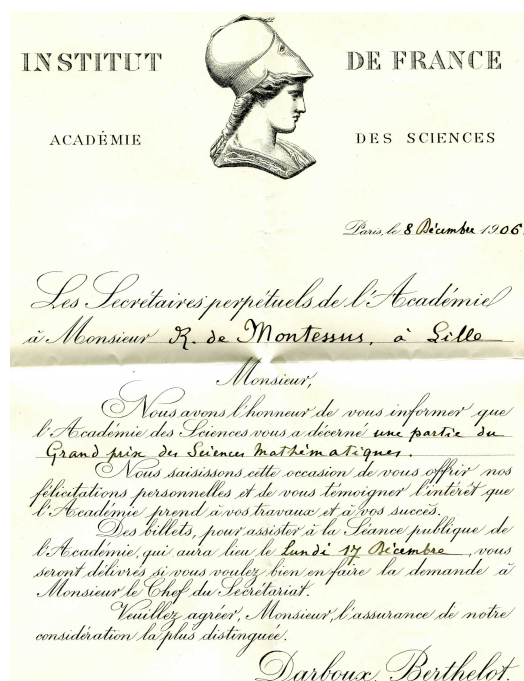 INSTITUT DE FRANCE
ACADÉMIE DES SCIENCES
Paris, le 8 Décembre 1906.
Les Secrétaires perpétuels de l'Académie
à Monsieur R. de Montessus, à Lille
Monsieur,
Nous avons l'honneur de vous informer que
l'Académie des Sciences vous a décerné une partie du
Grand prix des Sciences Mathématiques.
Nous saisissons cette occasion de vous offrir nos
félicitations personnelles et de vous témoigner l'intérêt que
l'Académie prend à vos travaux et à vos succès.
Des billets, pour assister à la Séance publique de
l'Académie, qui aura lieu le Lundi 17 Décembre, vous
seront délivrés si vous voulez bien en faire la demande à
Monsieur le Chef du Secrétariat.
Veuillez agréer, Monsieur, l'assurance de notre
considération la plus distinguée.
Darboux, Berthelot.